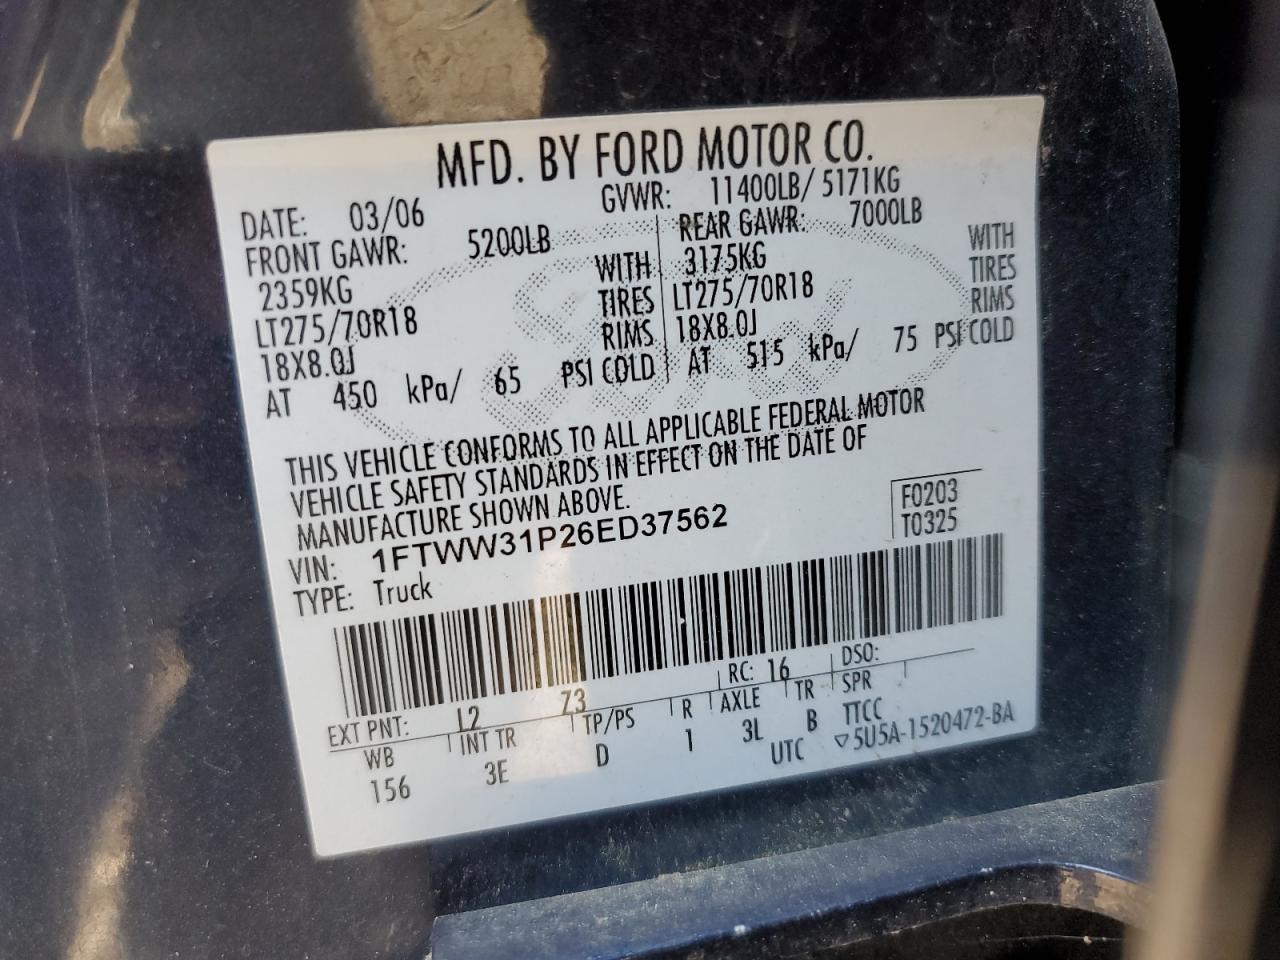 MFD. BY FORD MOTOR CO.
DATE: 03/06 GVWR: 11400LB/ 5171KG
FRONT GAWR: 5200LB REAR GAWR: 7000LB
2359KG WITH 3175KG WITH
LT275/70R18 TIRES LT275/70R18 TIRES
18X8.0J RIMS 18X8.0J RIMS
AT 450 kPa/ 65 PSI COLD AT 515 kPa/ 75 PSI COLD
THIS VEHICLE CONFORMS TO ALL APPLICABLE FEDERAL MOTOR
VEHICLE SAFETY STANDARDS IN EFFECT ON THE DATE OF
MANUFACTURE SHOWN ABOVE.
F0203
VIN: 1FTWW31P26ED37562 T0325
TYPE: Truck
EXT PNT: L2 Z3 RC: 16 DSO:
WB INT TR TP/PS R AXLE TR SPR
156 3E D 1 3L B TTCC
UTC ▽5U5A-1520472-BA